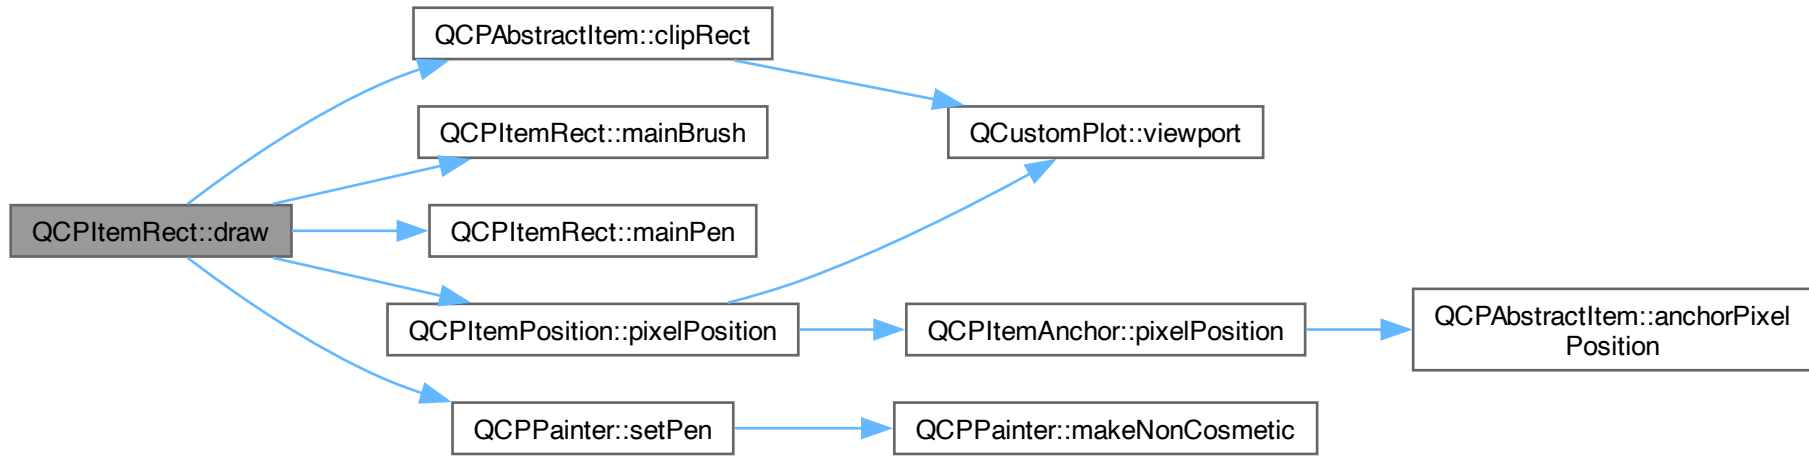 QCPItemRect::draw
QCPAbstractItem::clipRect
QCPItemRect::mainBrush
QCPItemRect::mainPen
QCPItemPosition::pixelPosition
QCPPainter::setPen
QCustomPlot::viewport
QCPItemAnchor::pixelPosition
QCPPainter::makeNonCosmetic
QCPAbstractItem::anchorPixel
Position